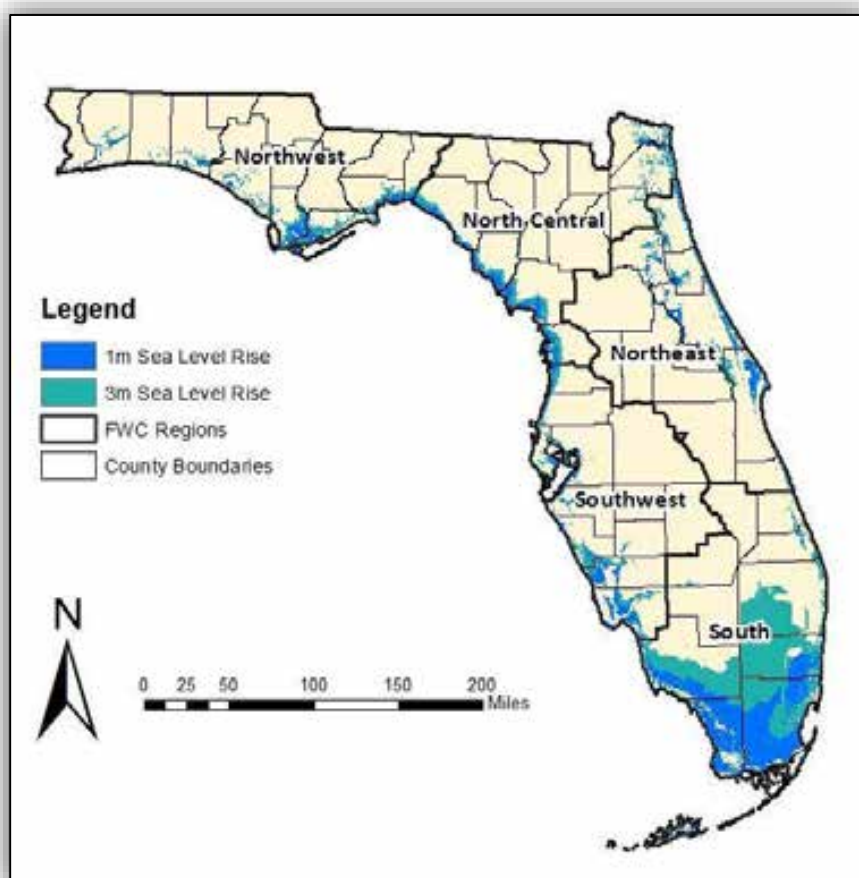 Northwest
North Central
Legend
1m Sea Level Rise
3m Sea Level Rise
FWC Regions
County Boundaries
Northeast
Southwest
South
N
0 25 50 100 150 200
Miles